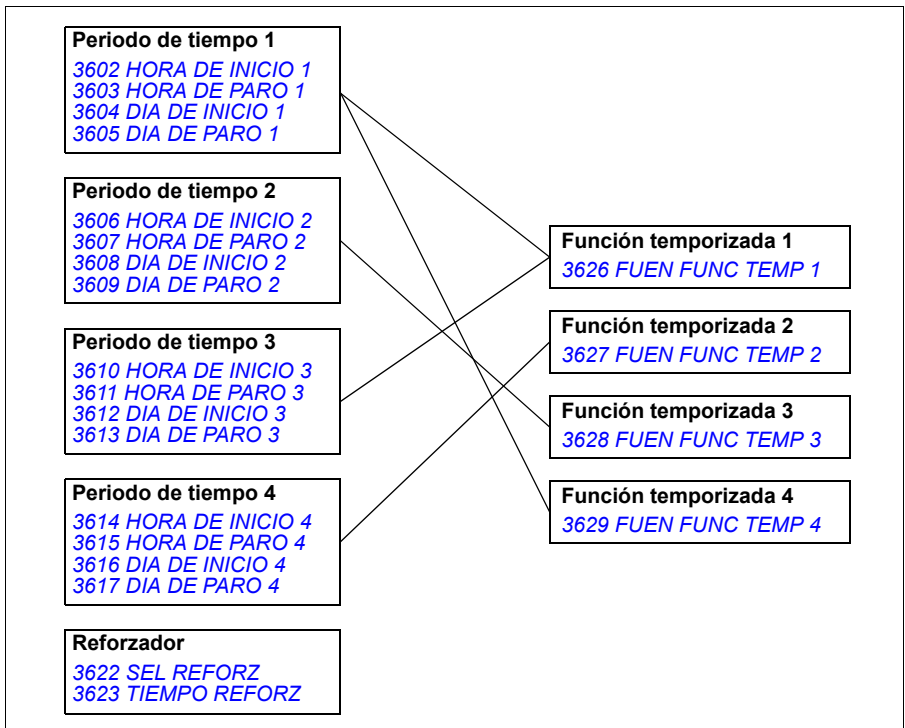 Periodo de tiempo 1
3602 HORA DE INICIO 1
3603 HORA DE PARO 1
3604 DIA DE INICIO 1
3605 DIA DE PARO 1
Periodo de tiempo 2
3606 HORA DE INICIO 2
3607 HORA DE PARO 2
3608 DIA DE INICIO 2
3609 DIA DE PARO 2
Periodo de tiempo 3
3610 HORA DE INICIO 3
3611 HORA DE PARO 3
3612 DIA DE INICIO 3
3613 DIA DE PARO 3
Periodo de tiempo 4
3614 HORA DE INICIO 4
3615 HORA DE PARO 4
3616 DIA DE INICIO 4
3617 DIA DE PARO 4
Reforzador
3622 SEL REFORZ
3623 TIEMPO REFORZ
Función temporizada 1
3626 FUEN FUNC TEMP 1
Función temporizada 2
3627 FUEN FUNC TEMP 2
Función temporizada 3
3628 FUEN FUNC TEMP 3
Función temporizada 4
3629 FUEN FUNC TEMP 4